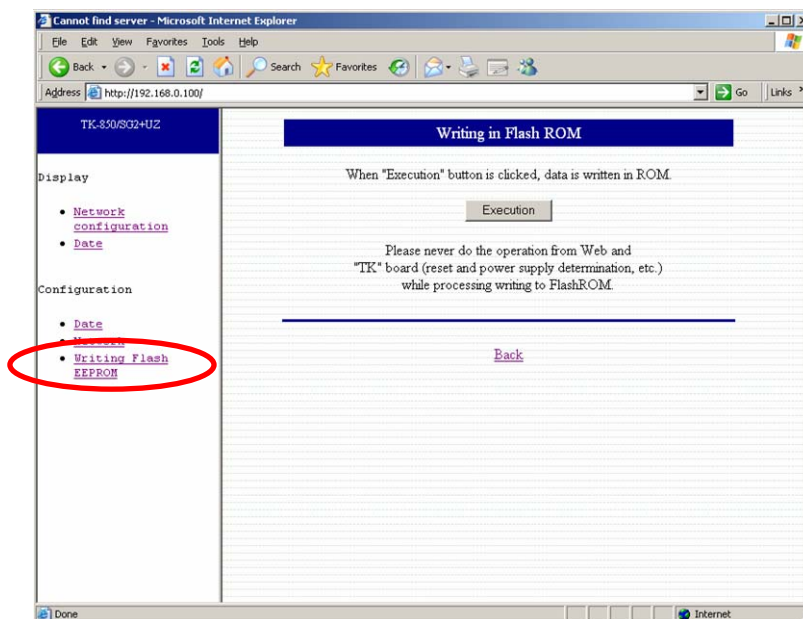 Cannot find server - Microsoft Internet Explorer
File Edit View Favorites Tools Help
Back Search Favorites
Address http://192.168.0.100/ Go Links
TK-850/SG2+UZ
Display
Network
configuration
Date
Configuration
Date
Network
Writing Flash
EEPROM
Writing in Flash ROM
When "Execution" button is clicked, data is written in ROM.
Execution
Please never do the operation from Web and
"TK" board (reset and power supply determination, etc.)
while processing writing to FlashROM.
Back
Done Internet